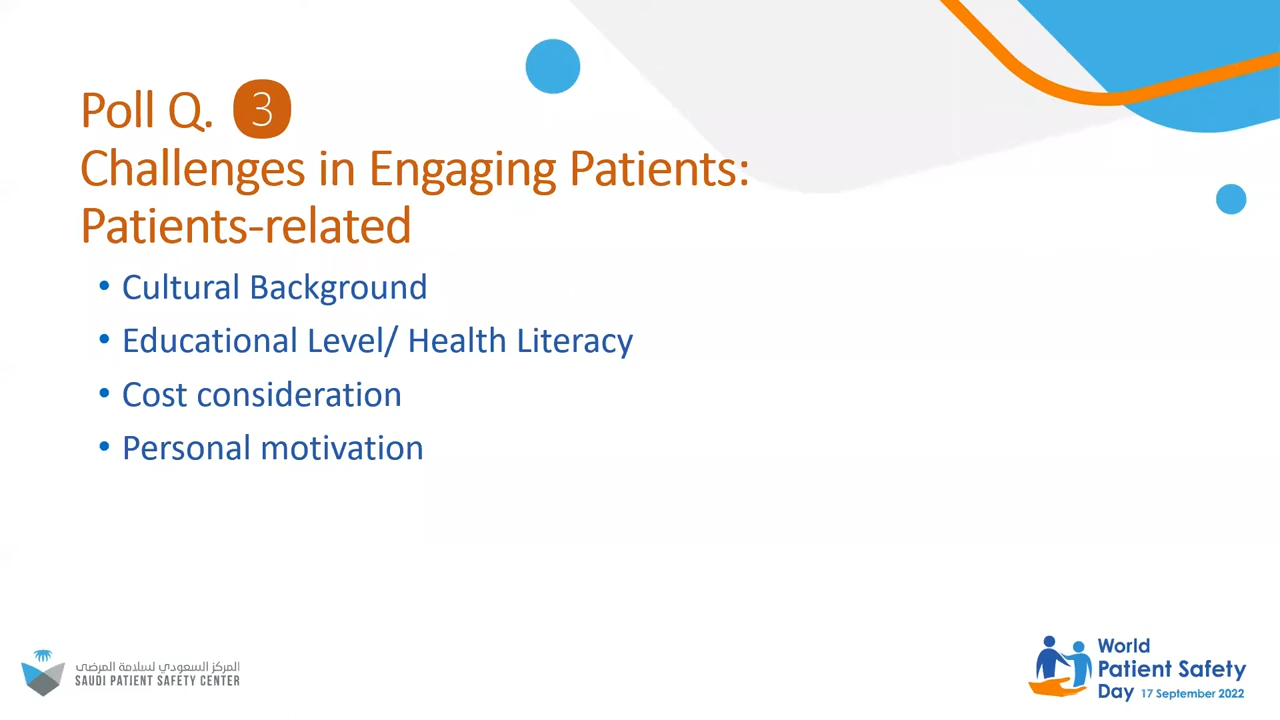 Poll Q. 3
Challenges in Engaging Patients:
Patients-related
• Cultural Background
• Educational Level/ Health Literacy
• Cost consideration
• Personal motivation
المركز السعودي لسلامة المرضى
SAUDI PATIENT SAFETY CENTER
World
Patient Safety
Day 17 September 2022